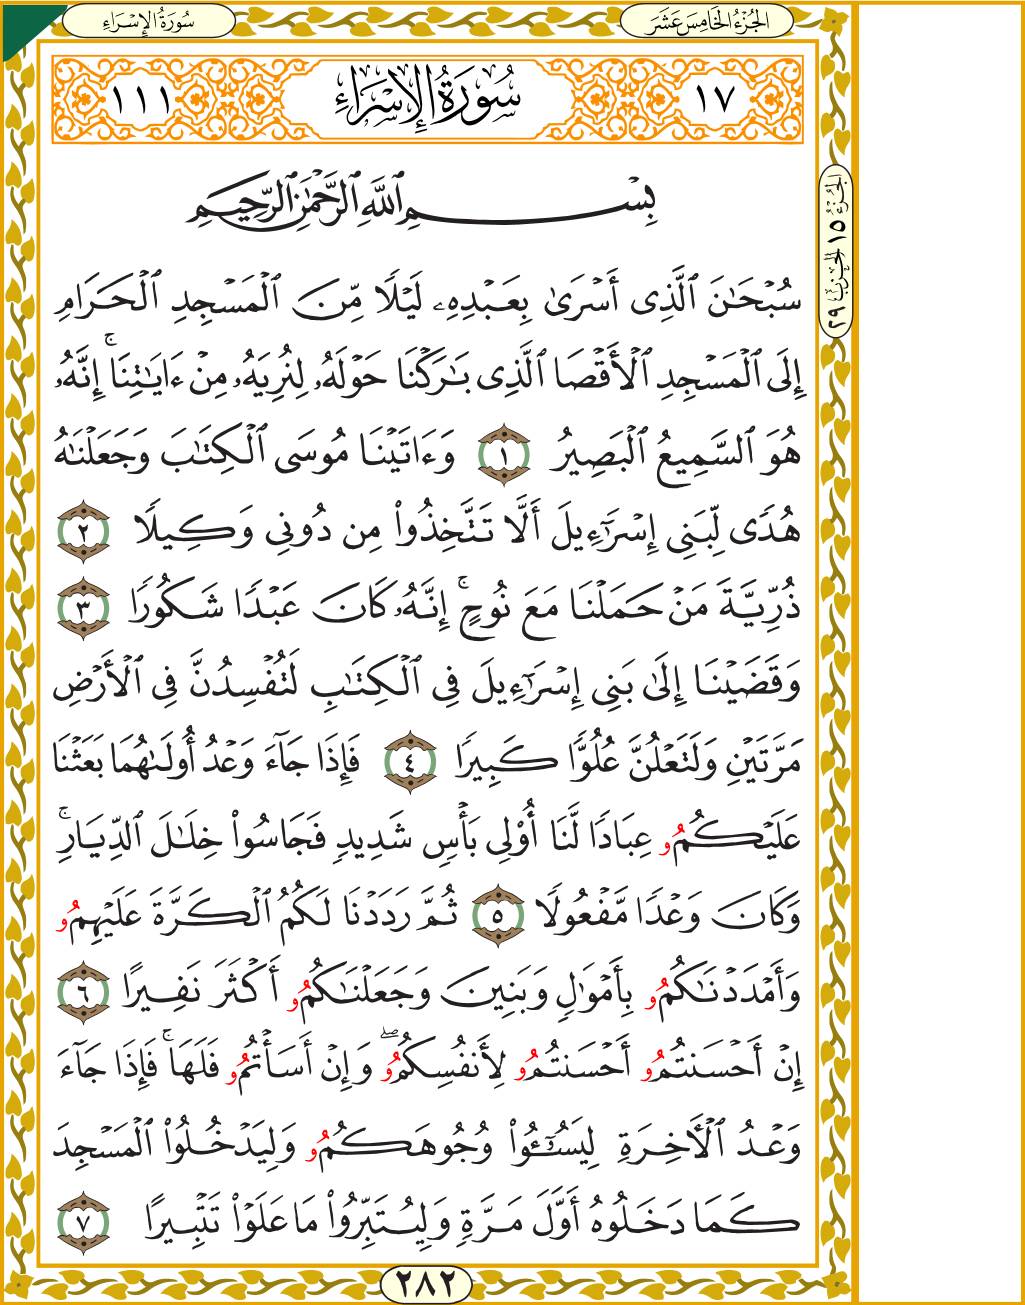 سُورَةُ الإِسْرَاءِ
الجُزْءُ الخَامِسَ عَشَرَ
١٧
سُورَةُ الإِسْرَاءِ
١١١
الجُزْءُ ١٥ الحِزْبُ ٢٩
بِسْمِ ٱللَّهِ ٱلرَّحْمَٰنِ ٱلرَّحِيمِ
سُبْحَٰنَ ٱلَّذِى أَسْرَىٰ بِعَبْدِهِۦ لَيْلًا مِّنَ ٱلْمَسْجِدِ ٱلْحَرَامِ
إِلَى ٱلْمَسْجِدِ ٱلْأَقْصَا ٱلَّذِى بَٰرَكْنَا حَوْلَهُۥ لِنُرِيَهُۥ مِنْ ءَايَٰتِنَا ۚ إِنَّهُۥ
هُوَ ٱلسَّمِيعُ ٱلْبَصِيرُ ١ وَءَاتَيْنَا مُوسَى ٱلْكِتَٰبَ وَجَعَلْنَٰهُ
هُدًى لِّبَنِى إِسْرَٰٓءِيلَ أَلَّا تَتَّخِذُوا۟ مِن دُونِى وَكِيلًا ٢
ذُرِّيَّةَ مَنْ حَمَلْنَا مَعَ نُوحٍ ۚ إِنَّهُۥ كَانَ عَبْدًا شَكُورًا ٣
وَقَضَيْنَا إِلَىٰ بَنِى إِسْرَٰٓءِيلَ فِى ٱلْكِتَٰبِ لَتُفْسِدُنَّ فِى ٱلْأَرْضِ
مَرَّتَيْنِ وَلَتَعْلُنَّ عُلُوًّا كَبِيرًا ٤ فَإِذَا جَآءَ وَعْدُ أُولَىٰهُمَا بَعَثْنَا
عَلَيْكُمُۥ عِبَادًا لَّنَا أُو۟لِى بَأْسٍ شَدِيدٍ فَجَاسُوا۟ خِلَٰلَ ٱلدِّيَارِ ۚ
وَكَانَ وَعْدًا مَّفْعُولًا ٥ ثُمَّ رَدَدْنَا لَكُمُ ٱلْكَرَّةَ عَلَيْهِمُۥ
وَأَمْدَدْنَٰكُمُۥ بِأَمْوَٰلٍ وَبَنِينَ وَجَعَلْنَٰكُمُۥ أَكْثَرَ نَفِيرًا ٦
إِنْ أَحْسَنتُمُۥ أَحْسَنتُمُۥ لِأَنفُسِكُمُۥ ۖ وَإِنْ أَسَأْتُمُۥ فَلَهَا ۚ فَإِذَا جَآءَ
وَعْدُ ٱلْأَخِرَةِ لِيَسُـُٓٔوا۟ وُجُوهَكُمُۥ وَلِيَدْخُلُوا۟ ٱلْمَسْجِدَ
كَمَا دَخَلُوهُ أَوَّلَ مَرَّةٍ وَلِيُتَبِّرُوا۟ مَا عَلَوْا۟ تَتْبِيرًا ٧
٢٨٢